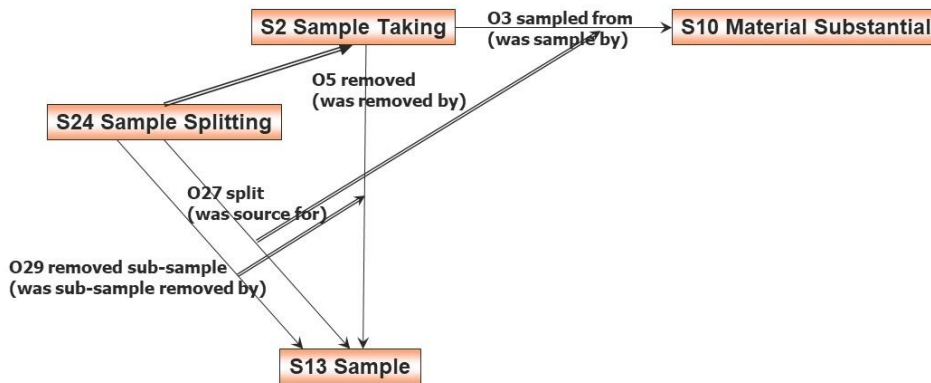 S2 Sample Taking
O3 sampled from
(was sample by)
S10 Material Substantial
O5 removed
(was removed by)
S24 Sample Splitting
O27 split
(was source for)
O29 removed sub-sample
(was sub-sample removed by)
S13 Sample